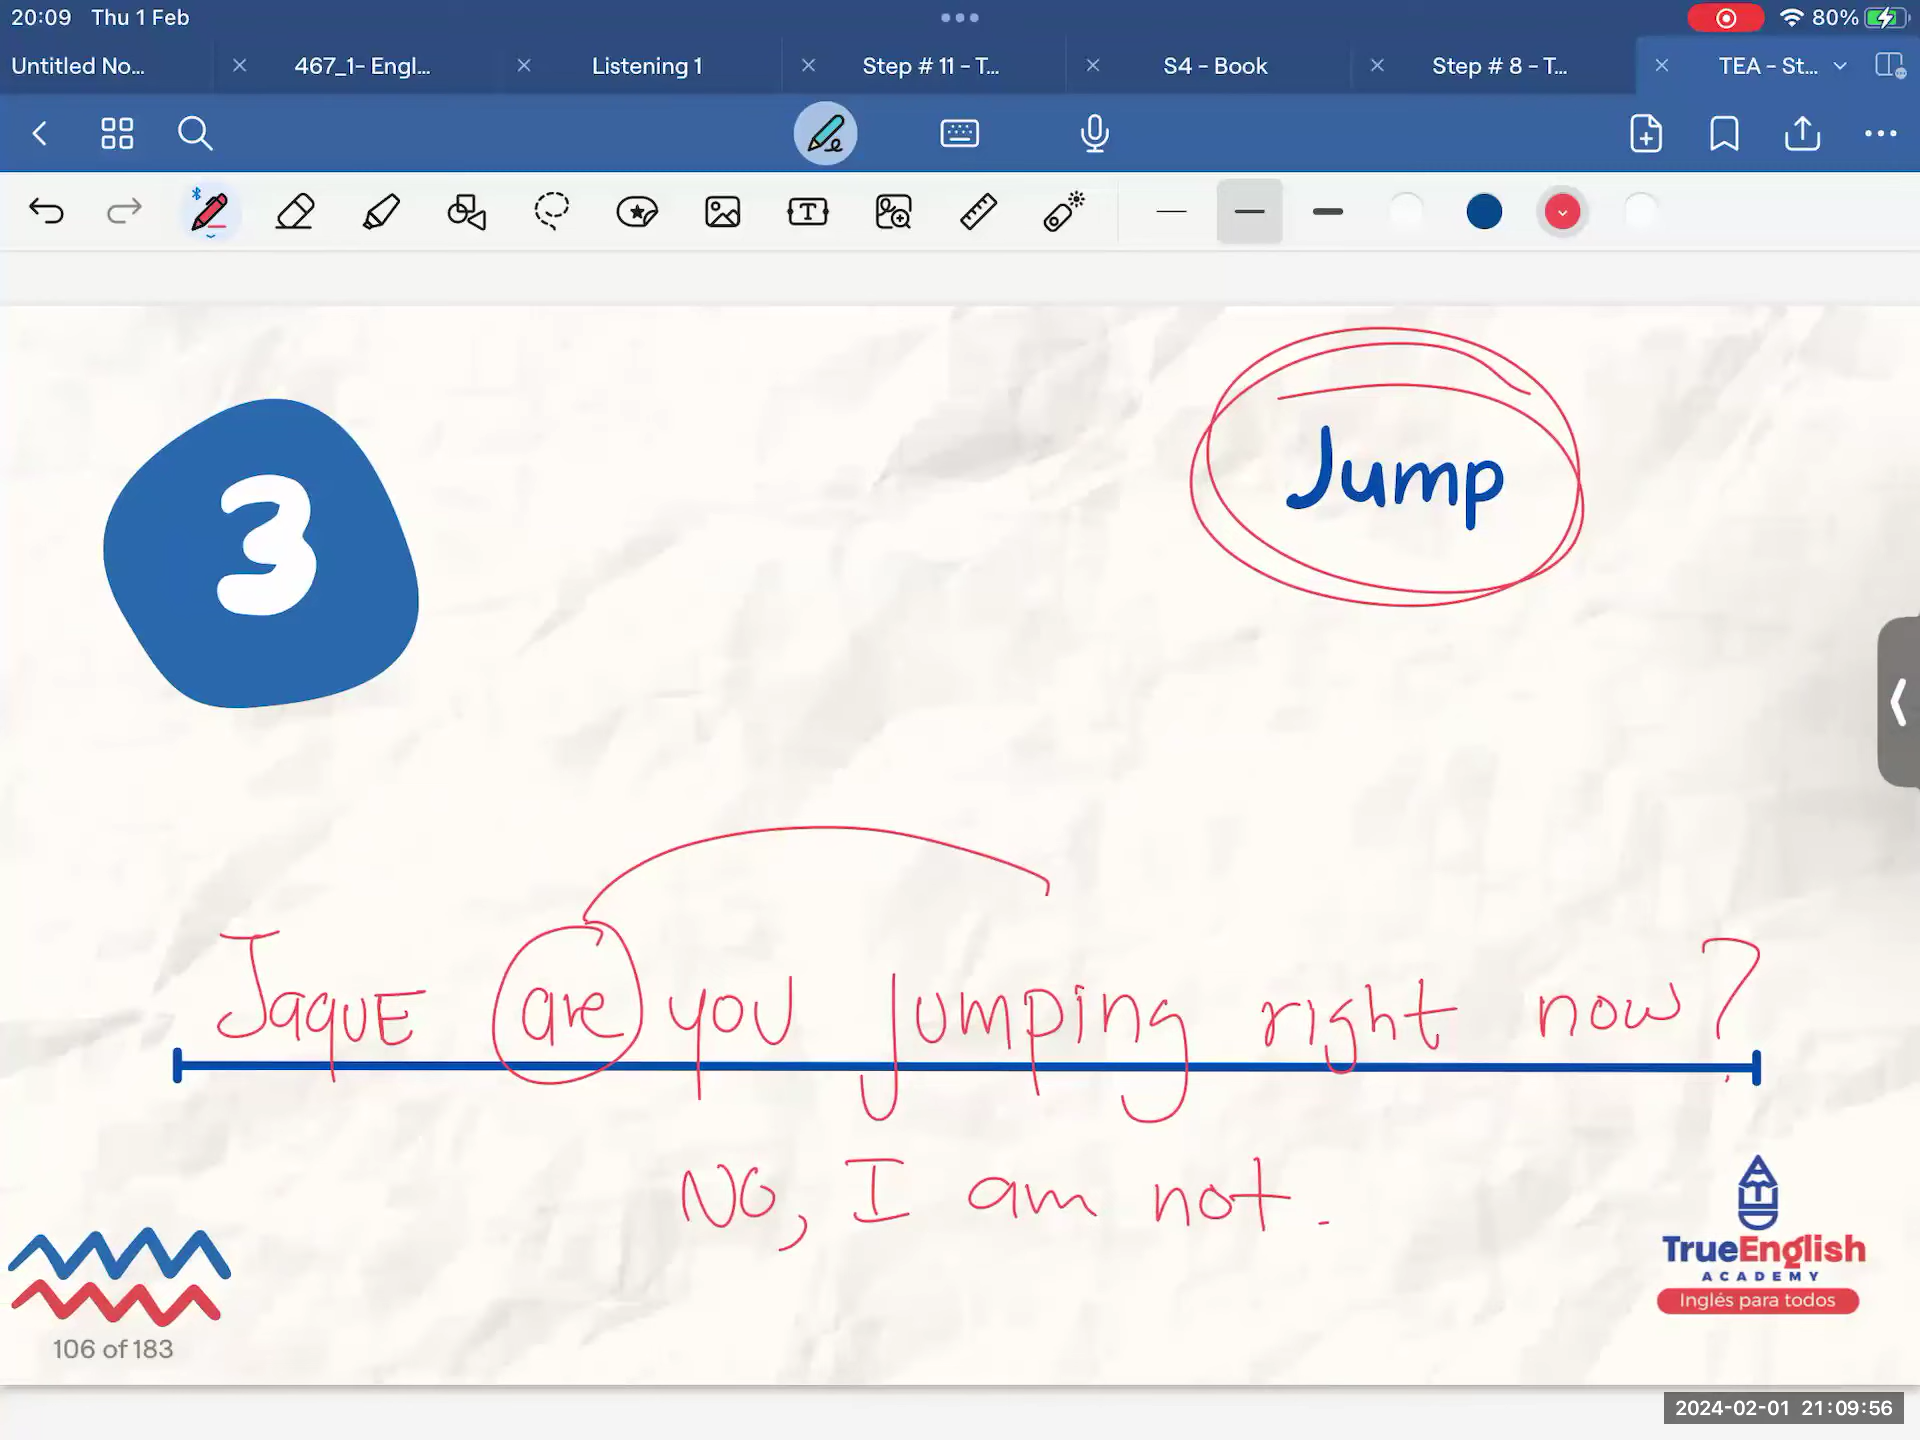 20:09 Thu 1 Feb
80%
Untitled No...
467_1- Engl...
Listening 1
Step # 11 - T...
S4 - Book
Step # 8 - T...
TEA - St...
3
Jump
JaquE are you jumping right now?
No, I am not.
TrueEnglish
ACADEMY
Inglés para todos
106 of 183
2024-02-01 21:09:56